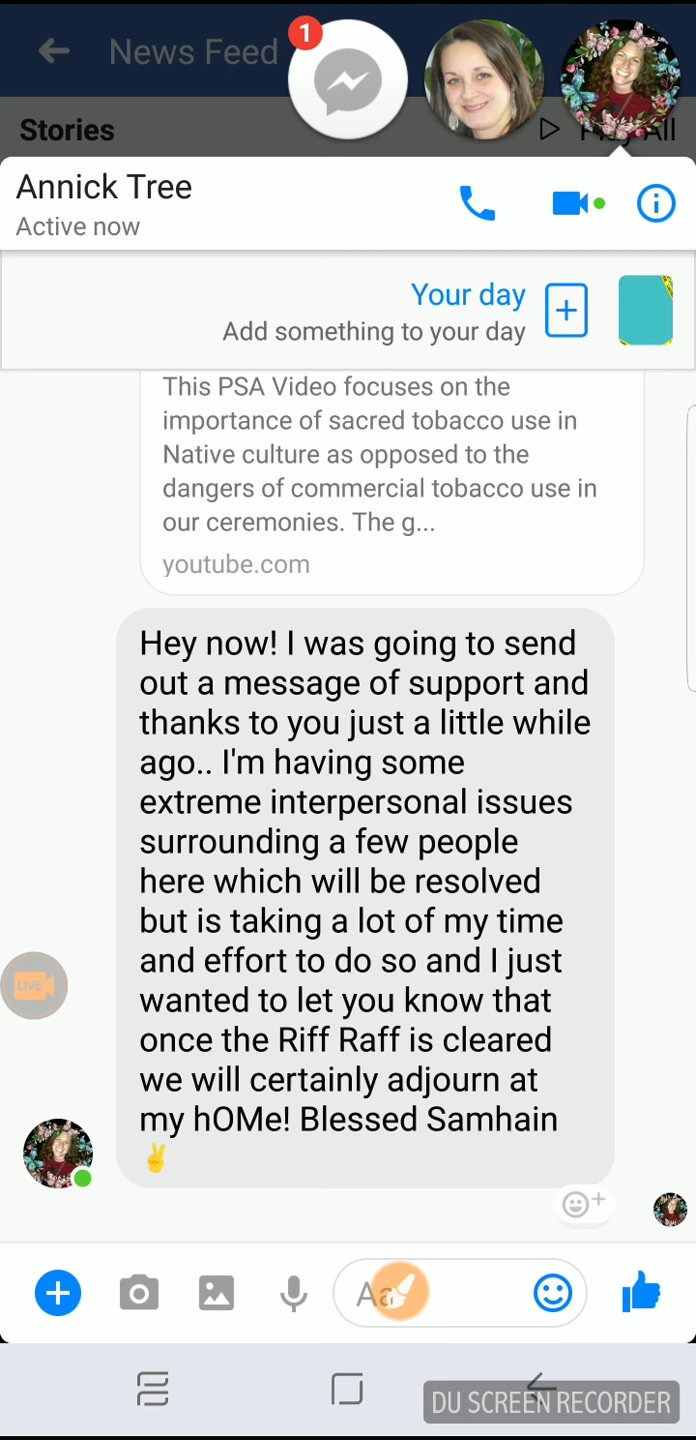 News Feed
1
Stories
Play All
Annick Tree
Active now
Your day
Add something to your day
This PSA Video focuses on the
importance of sacred tobacco use in
Native culture as opposed to the
dangers of commercial tobacco use in
our ceremonies. The g...
youtube.com
Hey now! I was going to send
out a message of support and
thanks to you just a little while
ago.. I'm having some
extreme interpersonal issues
surrounding a few people
here which will be resolved
but is taking a lot of my time
and effort to do so and I just
wanted to let you know that
once the Riff Raff is cleared
we will certainly adjourn at
my hOMe! Blessed Samhain
✌
LIVE
Aa
DU SCREEN RECORDER